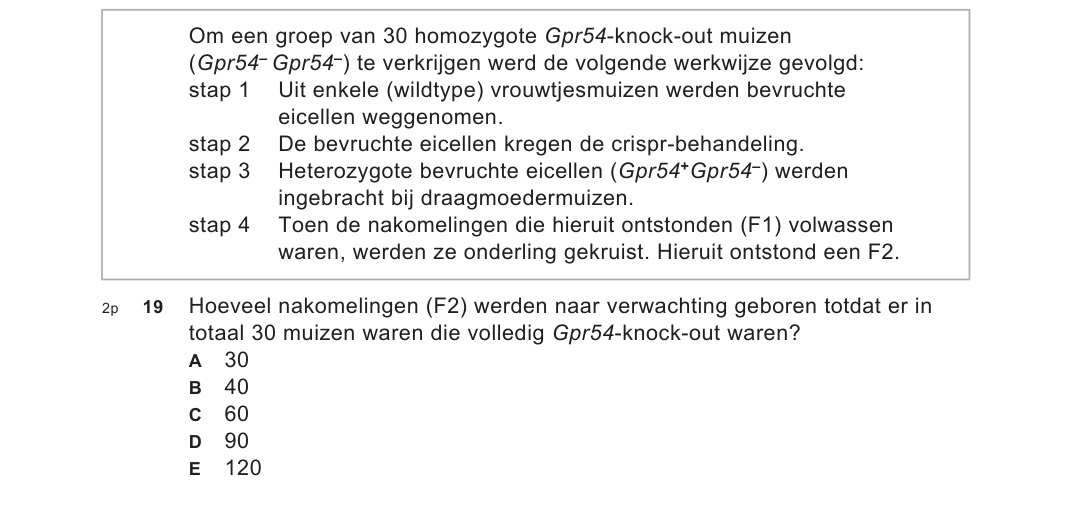 Om een groep van 30 homozygote Gpr54-knock-out muizen
(Gpr54⁻ Gpr54⁻) te verkrijgen werd de volgende werkwijze gevolgd:
stap 1 Uit enkele (wildtype) vrouwtjesmuizen werden bevruchte
eicellen weggenomen.
stap 2 De bevruchte eicellen kregen de crispr-behandeling.
stap 3 Heterozygote bevruchte eicellen (Gpr54⁺Gpr54⁻) werden
ingebracht bij draagmoedermuizen.
stap 4 Toen de nakomelingen die hieruit ontstonden (F1) volwassen
waren, werden ze onderling gekruist. Hieruit ontstond een F2.
2p 19 Hoeveel nakomelingen (F2) werden naar verwachting geboren totdat er in
totaal 30 muizen waren die volledig Gpr54-knock-out waren?
A 30
B 40
C 60
D 90
E 120